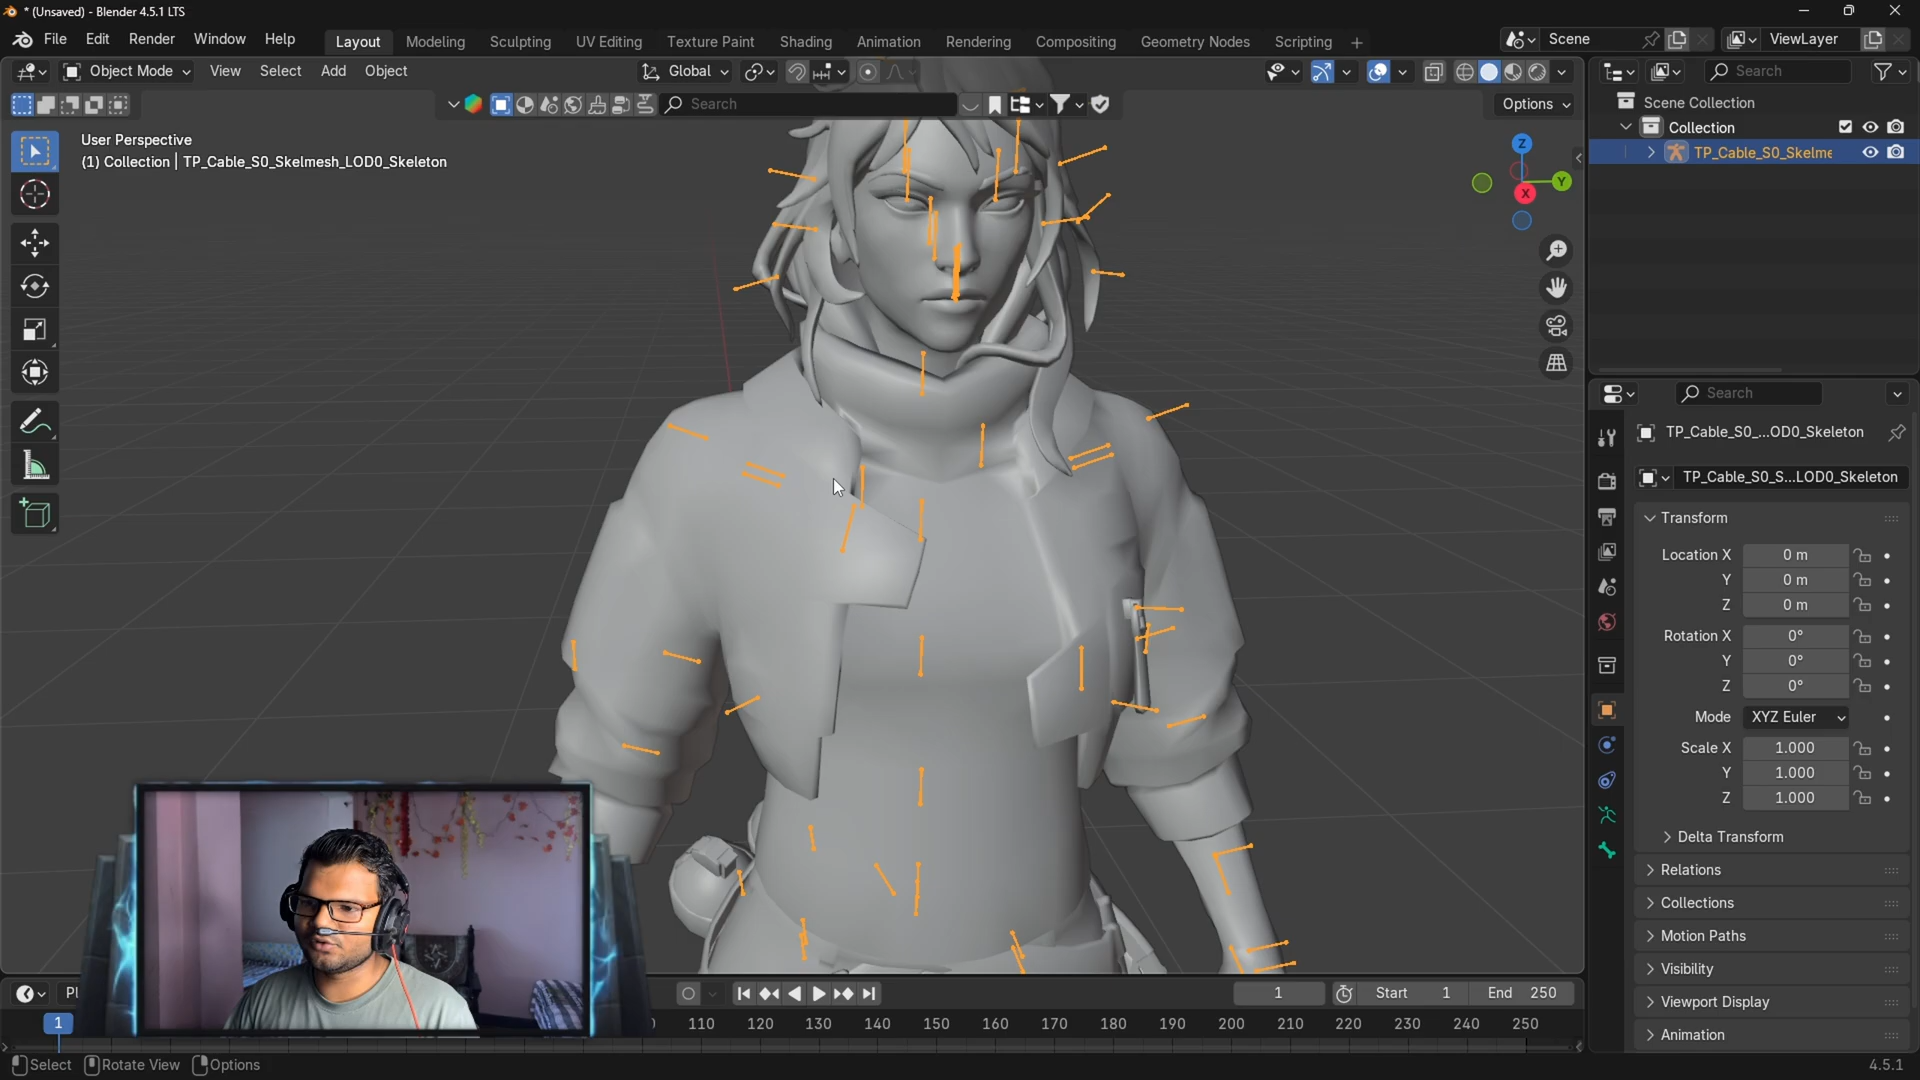 * (Unsaved) - Blender 4.5.1 LTS
File Edit Render Window Help
Layout Modeling Sculpting UV Editing Texture Paint Shading Animation Rendering Compositing Geometry Nodes Scripting +
Scene
ViewLayer
Object Mode View Select Add Object
Global
Search
Search
Options
User Perspective
(1) Collection | TP_Cable_S0_Skelmesh_LOD0_Skeleton
Z
Y
X
Scene Collection
Collection
TP_Cable_S0_Skelme
Search
TP_Cable_S0_...OD0_Skeleton
TP_Cable_S0_S...LOD0_Skeleton
Transform
Location X 0 m
Y 0 m
Z 0 m
Rotation X 0°
Y 0°
Z 0°
Mode XYZ Euler
Scale X 1.000
Y 1.000
Z 1.000
Delta Transform
Relations
Collections
Motion Paths
Visibility
Viewport Display
Animation
1 Start 1 End 250
1 110 120 130 140 150 160 170 180 190 200 210 220 230 240 250
Select Rotate View Options
4.5.1